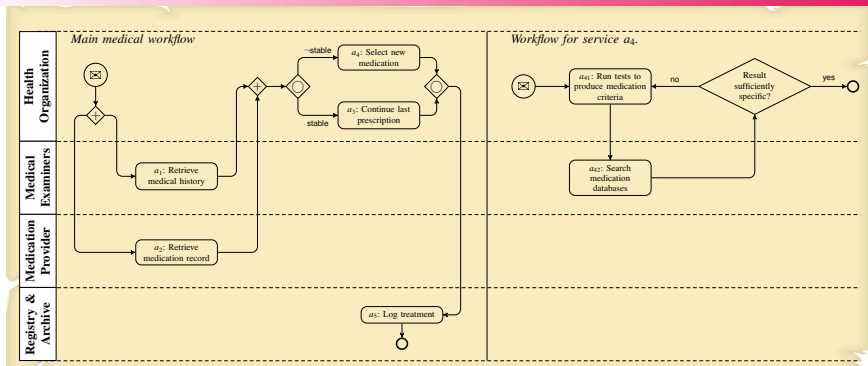 Main medical workflow
Workflow for service a₄.
Health
Organization
Medical
Examiners
Medication
Provider
Registry &
Archive
¬stable
a₄: Select new
medication
stable
a₃: Continue last
prescription
a₁: Retrieve
medical history
a₂: Retrieve
medication record
a₅: Log treatment
a₄₁: Run tests to
produce medication
criteria
no
Result
sufficiently
specific?
yes
a₄₂: Search
medication
databases